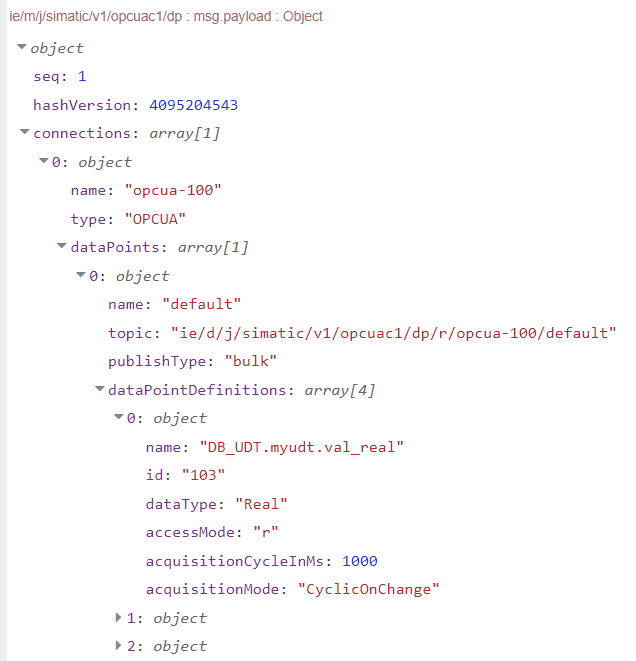 ie/m/j/simatic/v1/opcuac1/dp : msg.payload : Object
object
seq: 1
hashVersion: 4095204543
connections: array[1]
0: object
name: "opcua-100"
type: "OPCUA"
dataPoints: array[1]
0: object
name: "default"
topic: "ie/d/j/simatic/v1/opcuac1/dp/r/opcua-100/default"
publishType: "bulk"
dataPointDefinitions: array[4]
0: object
name: "DB_UDT.myudt.val_real"
id: "103"
dataType: "Real"
accessMode: "r"
acquisitionCycleInMs: 1000
acquisitionMode: "CyclicOnChange"
1: object
2: object